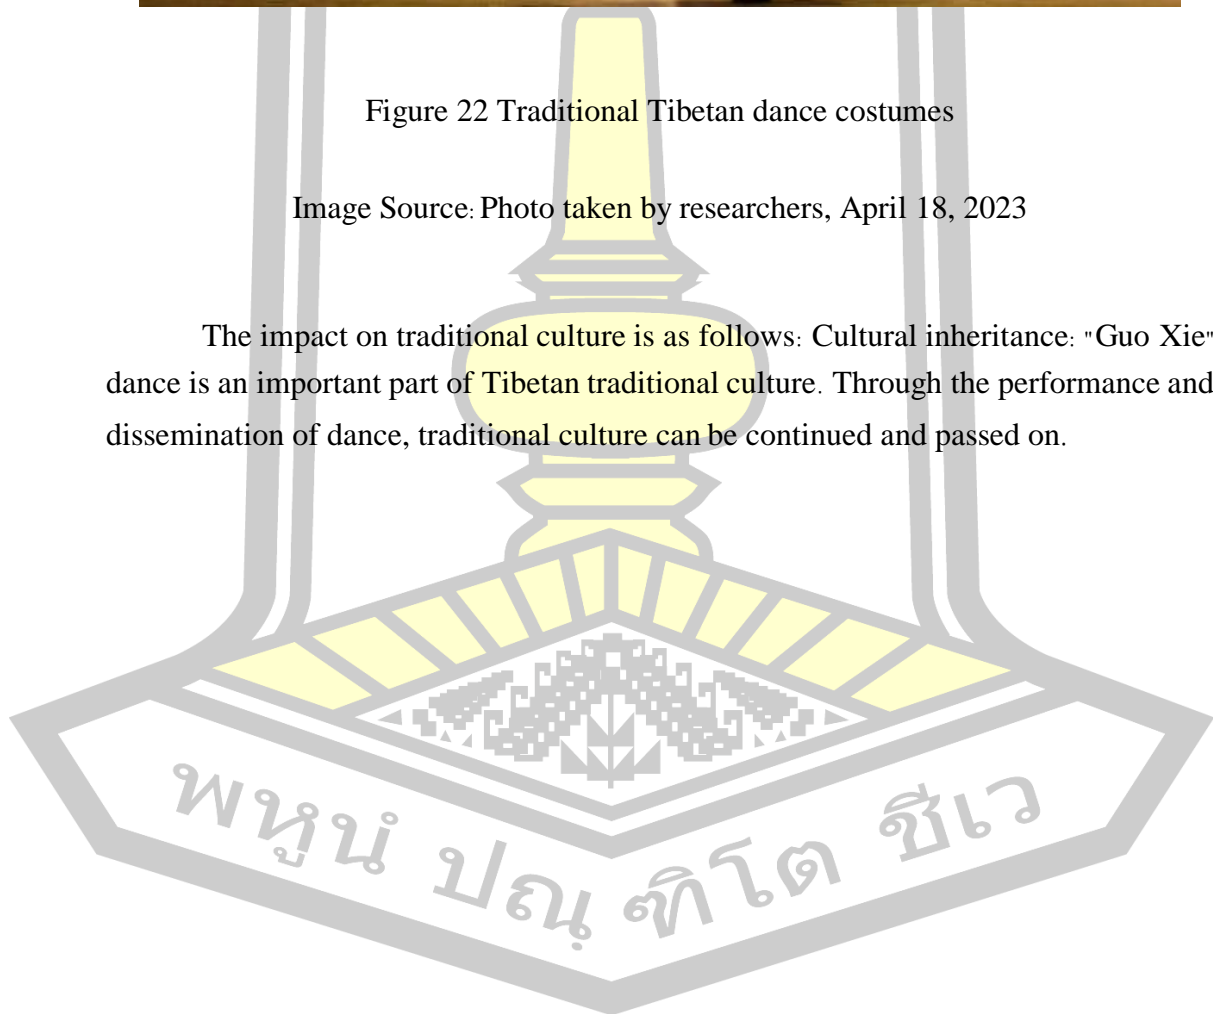 Figure 22 Traditional Tibetan dance costumes
Image Source: Photo taken by researchers, April 18, 2023
The impact on traditional culture is as follows: Cultural inheritance: "Guo Xie"
dance is an important part of Tibetan traditional culture. Through the performance and
dissemination of dance, traditional culture can be continued and passed on.
พหูนํ ปณฺฑิโต ชีเว